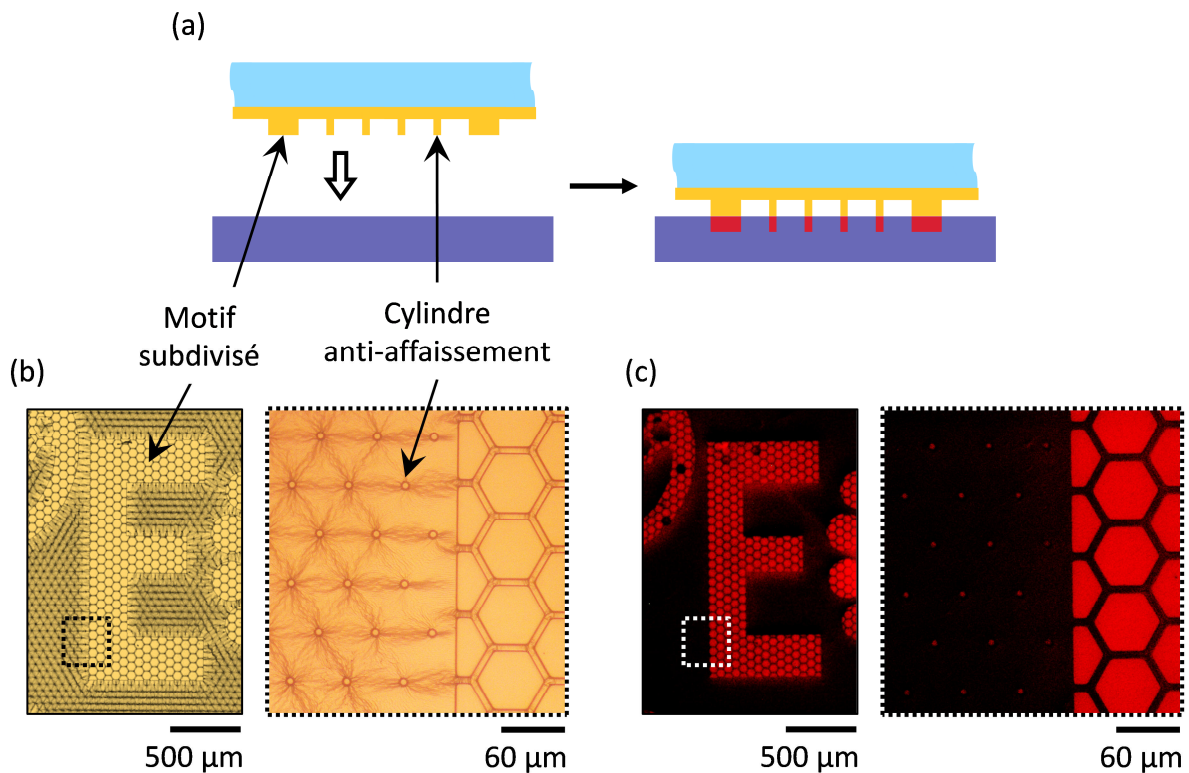 (a)
Motif
subdivisé
Cylindre
anti-affaissement
(b)
(c)
500 µm
60 µm
500 µm
60 µm